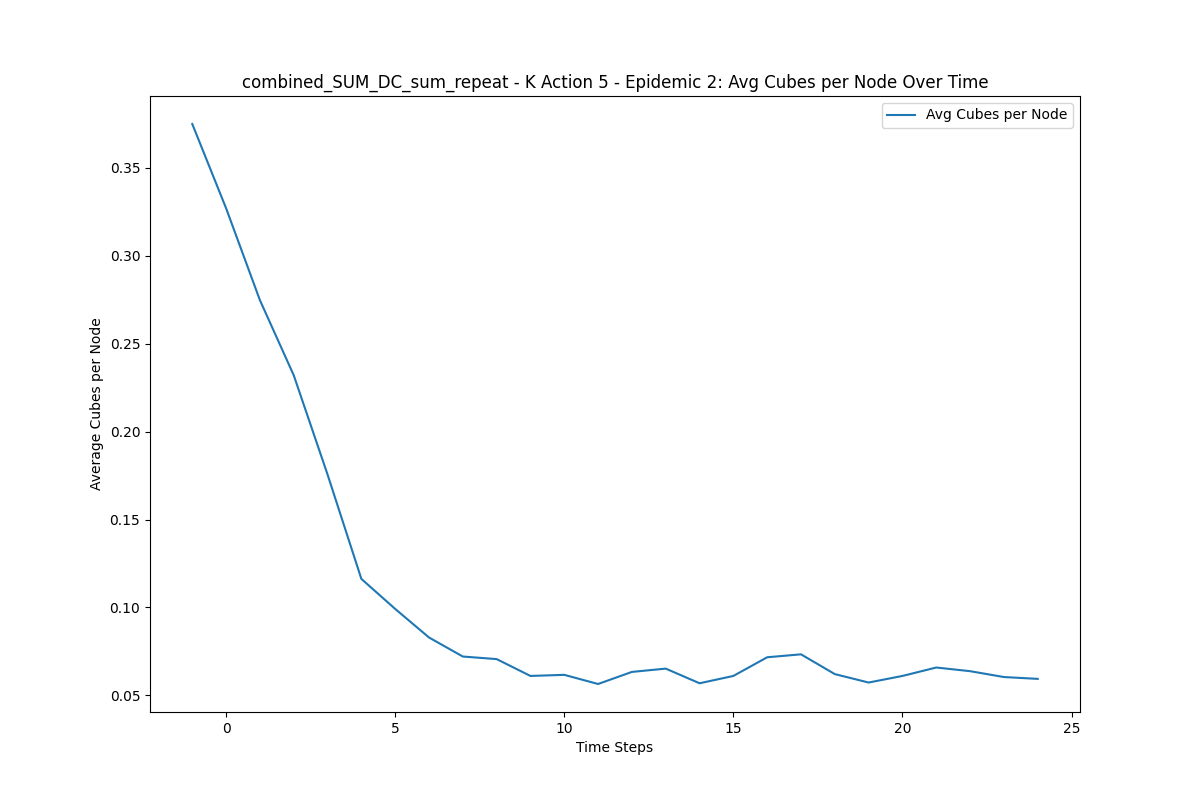 combined_SUM_DC_sum_repeat - K Action 5 - Epidemic 2: Avg Cubes per Node Over Time
Avg Cubes per Node
0.35
0.30
0.25
0.20
0.15
0.10
0.05
Average Cubes per Node
0 5 10 15 20 25
Time Steps